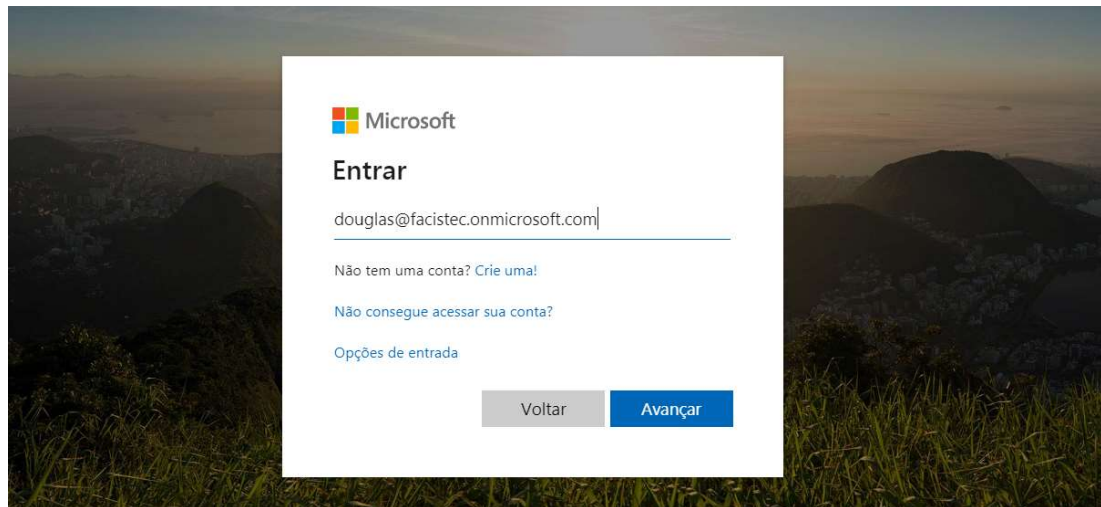 Microsoft
Entrar
douglas@facistec.onmicrosoft.com
Não tem uma conta? Crie uma!
Não consegue acessar sua conta?
Opções de entrada
Voltar Avançar